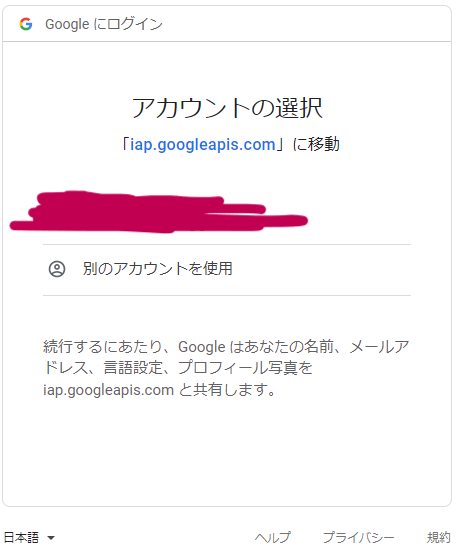 Google にログイン
アカウントの選択
「iap.googleapis.com」に移動
別のアカウントを使用
続行するにあたり、Google はあなたの名前、メールア
ドレス、言語設定、プロフィール写真を
iap.googleapis.com と共有します。
日本語 ヘルプ プライバシー 規約